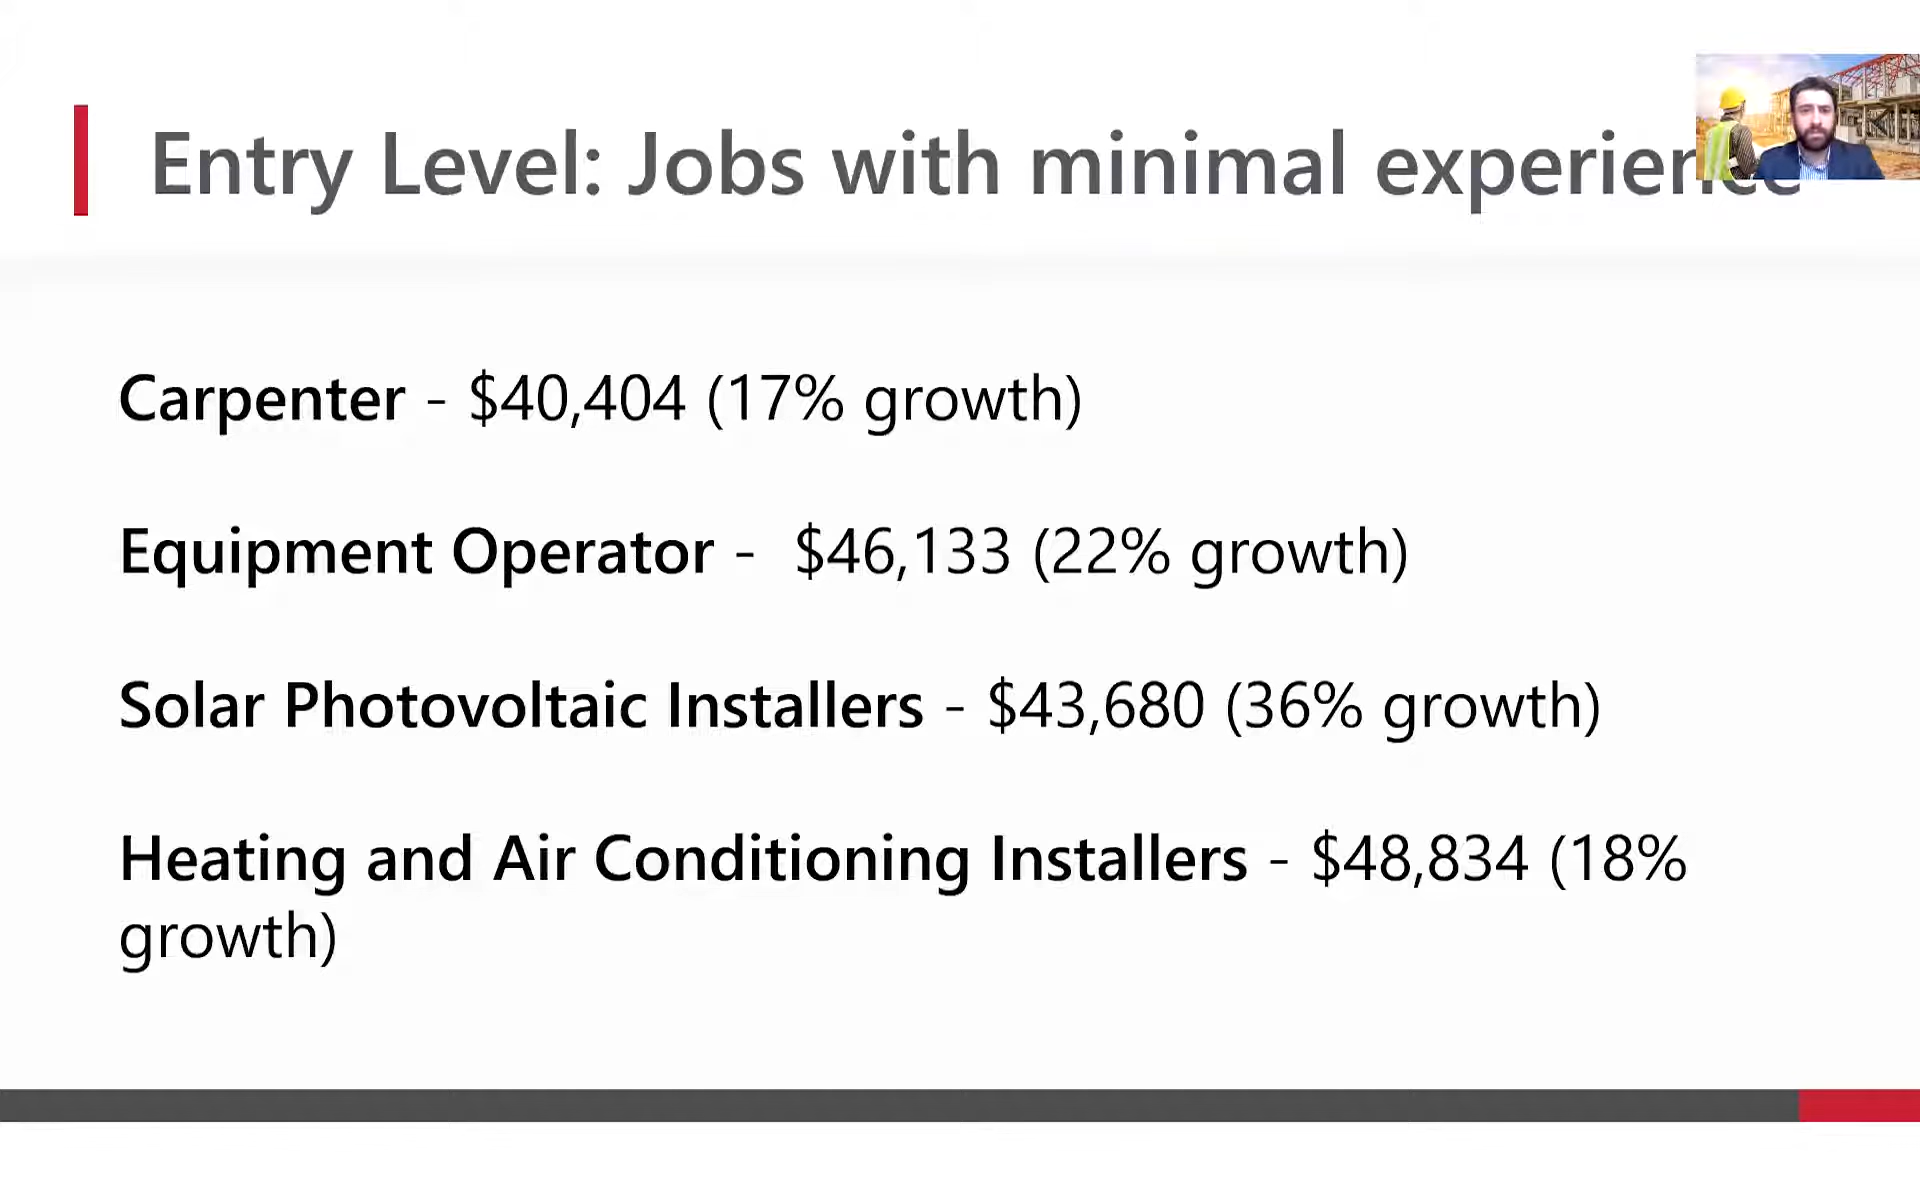 Entry Level: Jobs with minimal experience
Carpenter - $40,404 (17% growth)
Equipment Operator -  $46,133 (22% growth)
Solar Photovoltaic Installers - $43,680 (36% growth)
Heating and Air Conditioning Installers - $48,834 (18%
growth)